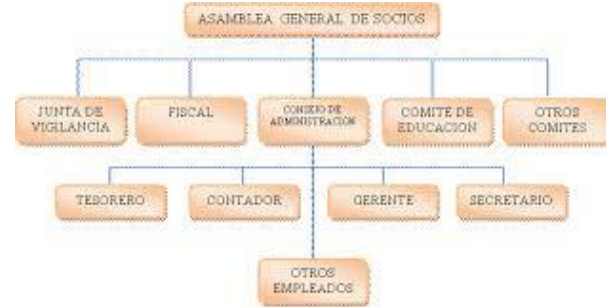 ASAMBLEA GENERAL DE SOCIOS
JUNTA DE
VIGILANCIA
FISCAL
CONSEJO DE
ADMINISTRACION
COMITE DE
EDUCACION
OTROS
COMITES
TESORERO
CONTADOR
GERENTE
SECRETARIO
OTROS
EMPLEADOS